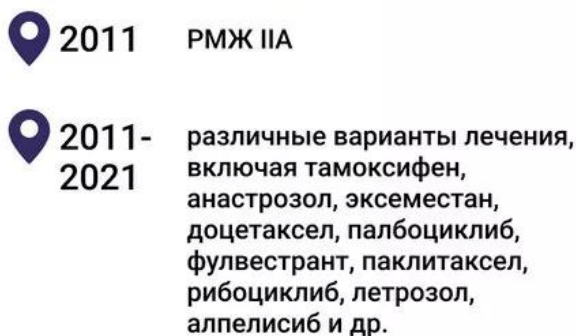 2011 РМЖ IIA
2011-
2021
различные варианты лечения,
включая тамоксифен,
анастрозол, эксеместан,
доцетаксел, палбоциклиб,
фулвестрант, паклитаксел,
рибоциклиб, летрозол,
алпелисиб и др.